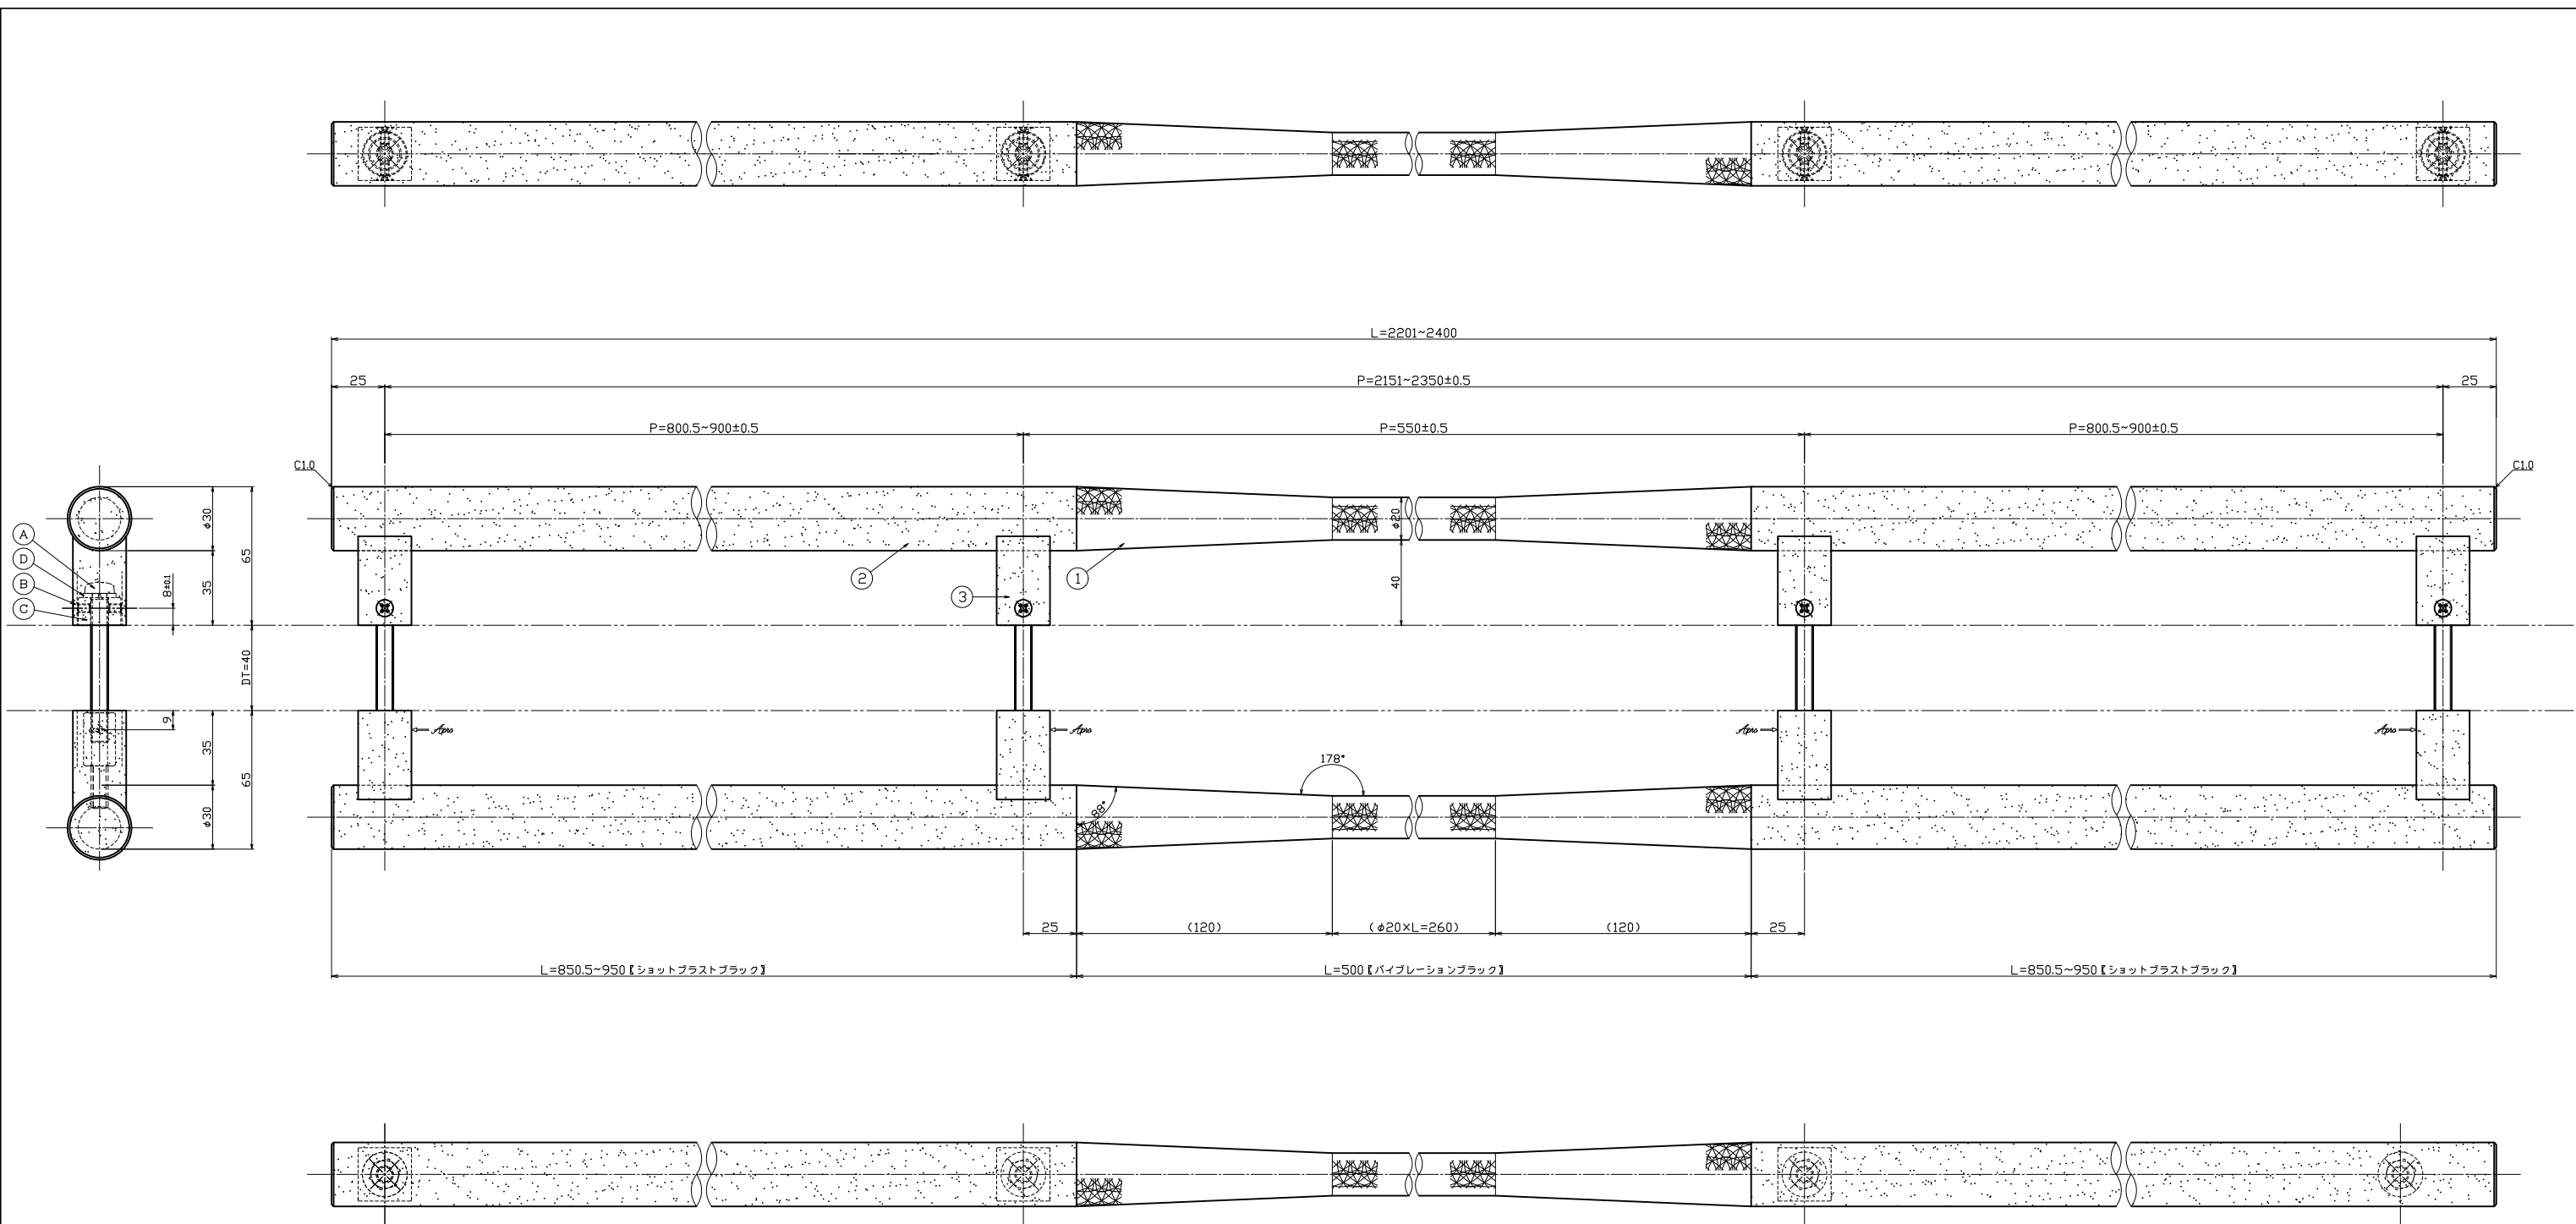 L=2201~2400
25
P=2151~2350±0.5
25
P=800.5~900±0.5
P=550±0.5
P=800.5~900±0.5
C1.0
C1.0
A
D
B
C
8±0.1
φ30
35
65
φ20
40
2
3
1
DT=40
9
35
φ30
65
Apro
Apro
Apro
Apro
178°
88°
25
(120)
(φ20×L=260)
(120)
25
L=850.5~950〖ショットブラストブラック〗
L=500〖バイブレーションブラック〗
L=850.5~950〖ショットブラストブラック〗